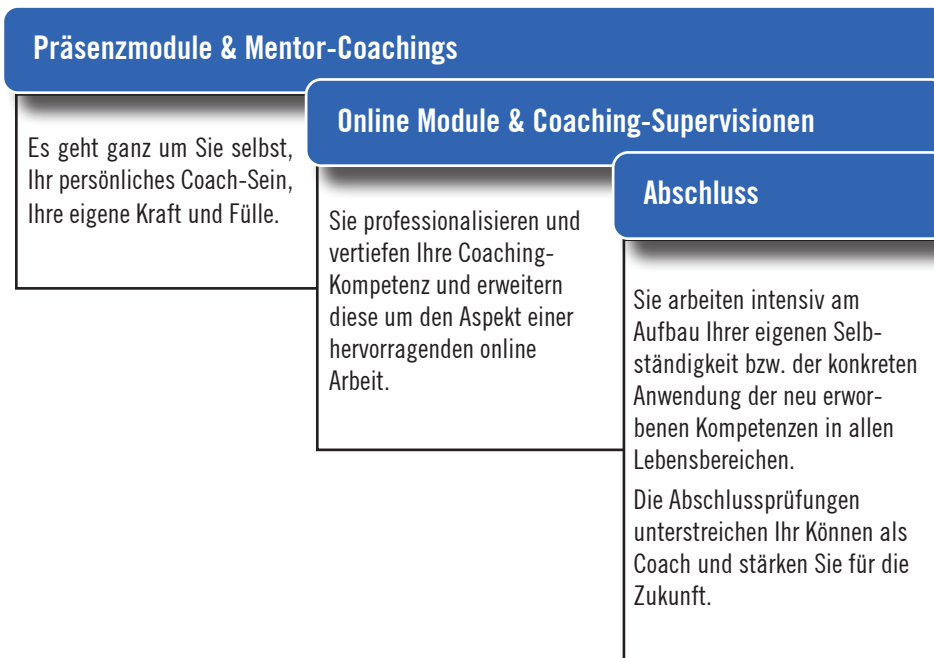 Präsenzmodule & Mentor-Coachings
Es geht ganz um Sie selbst,
Ihr persönliches Coach-Sein,
Ihre eigene Kraft und Fülle.
Online Module & Coaching-Supervisionen
Sie professionalisieren und
vertiefen Ihre Coaching-
Kompetenz und erweitern
diese um den Aspekt einer
hervorragenden online
Arbeit.
Abschluss
Sie arbeiten intensiv am
Aufbau Ihrer eigenen Selb-
ständigkeit bzw. der konkreten
Anwendung der neu erwor-
benen Kompetenzen in allen
Lebensbereichen.
Die Abschlussprüfungen
unterstreichen Ihr Können als
Coach und stärken Sie für die
Zukunft.